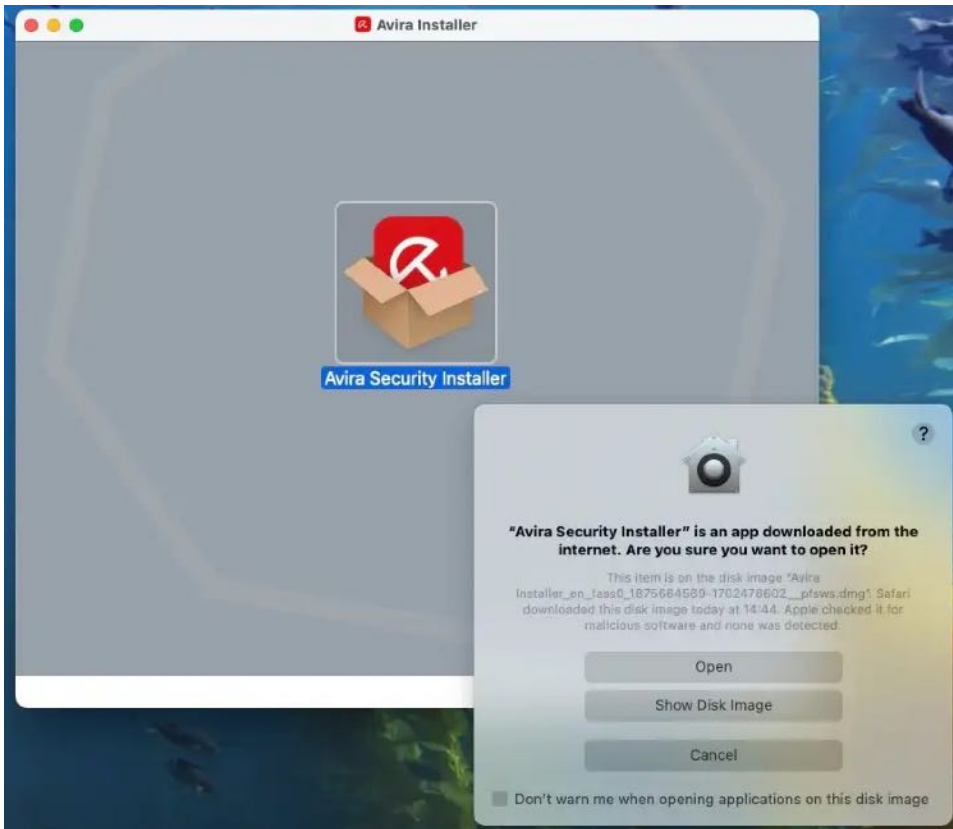 Avira Installer
Avira Security Installer
?
"Avira Security Installer" is an app downloaded from the
internet. Are you sure you want to open it?
This item is on the disk image "Avira
Installer_en_fass0_1875664569-1702478602__pfsws.dmg". Safari
downloaded this disk image today at 14:44. Apple checked it for
malicious software and none was detected.
Open
Show Disk Image
Cancel
Don't warn me when opening applications on this disk image